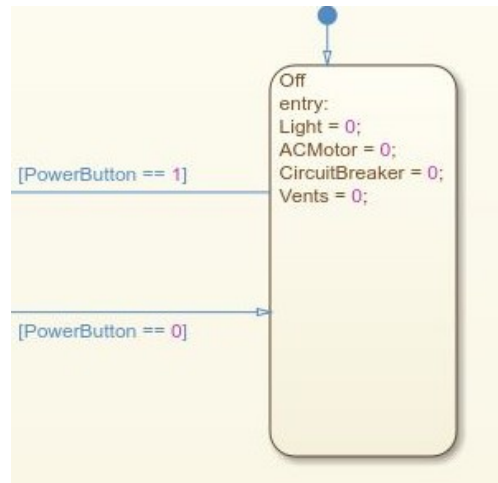 Off
entry:
Light = 0;
ACMotor = 0;
CircuitBreaker = 0;
Vents = 0;
[PowerButton == 1]
[PowerButton == 0]